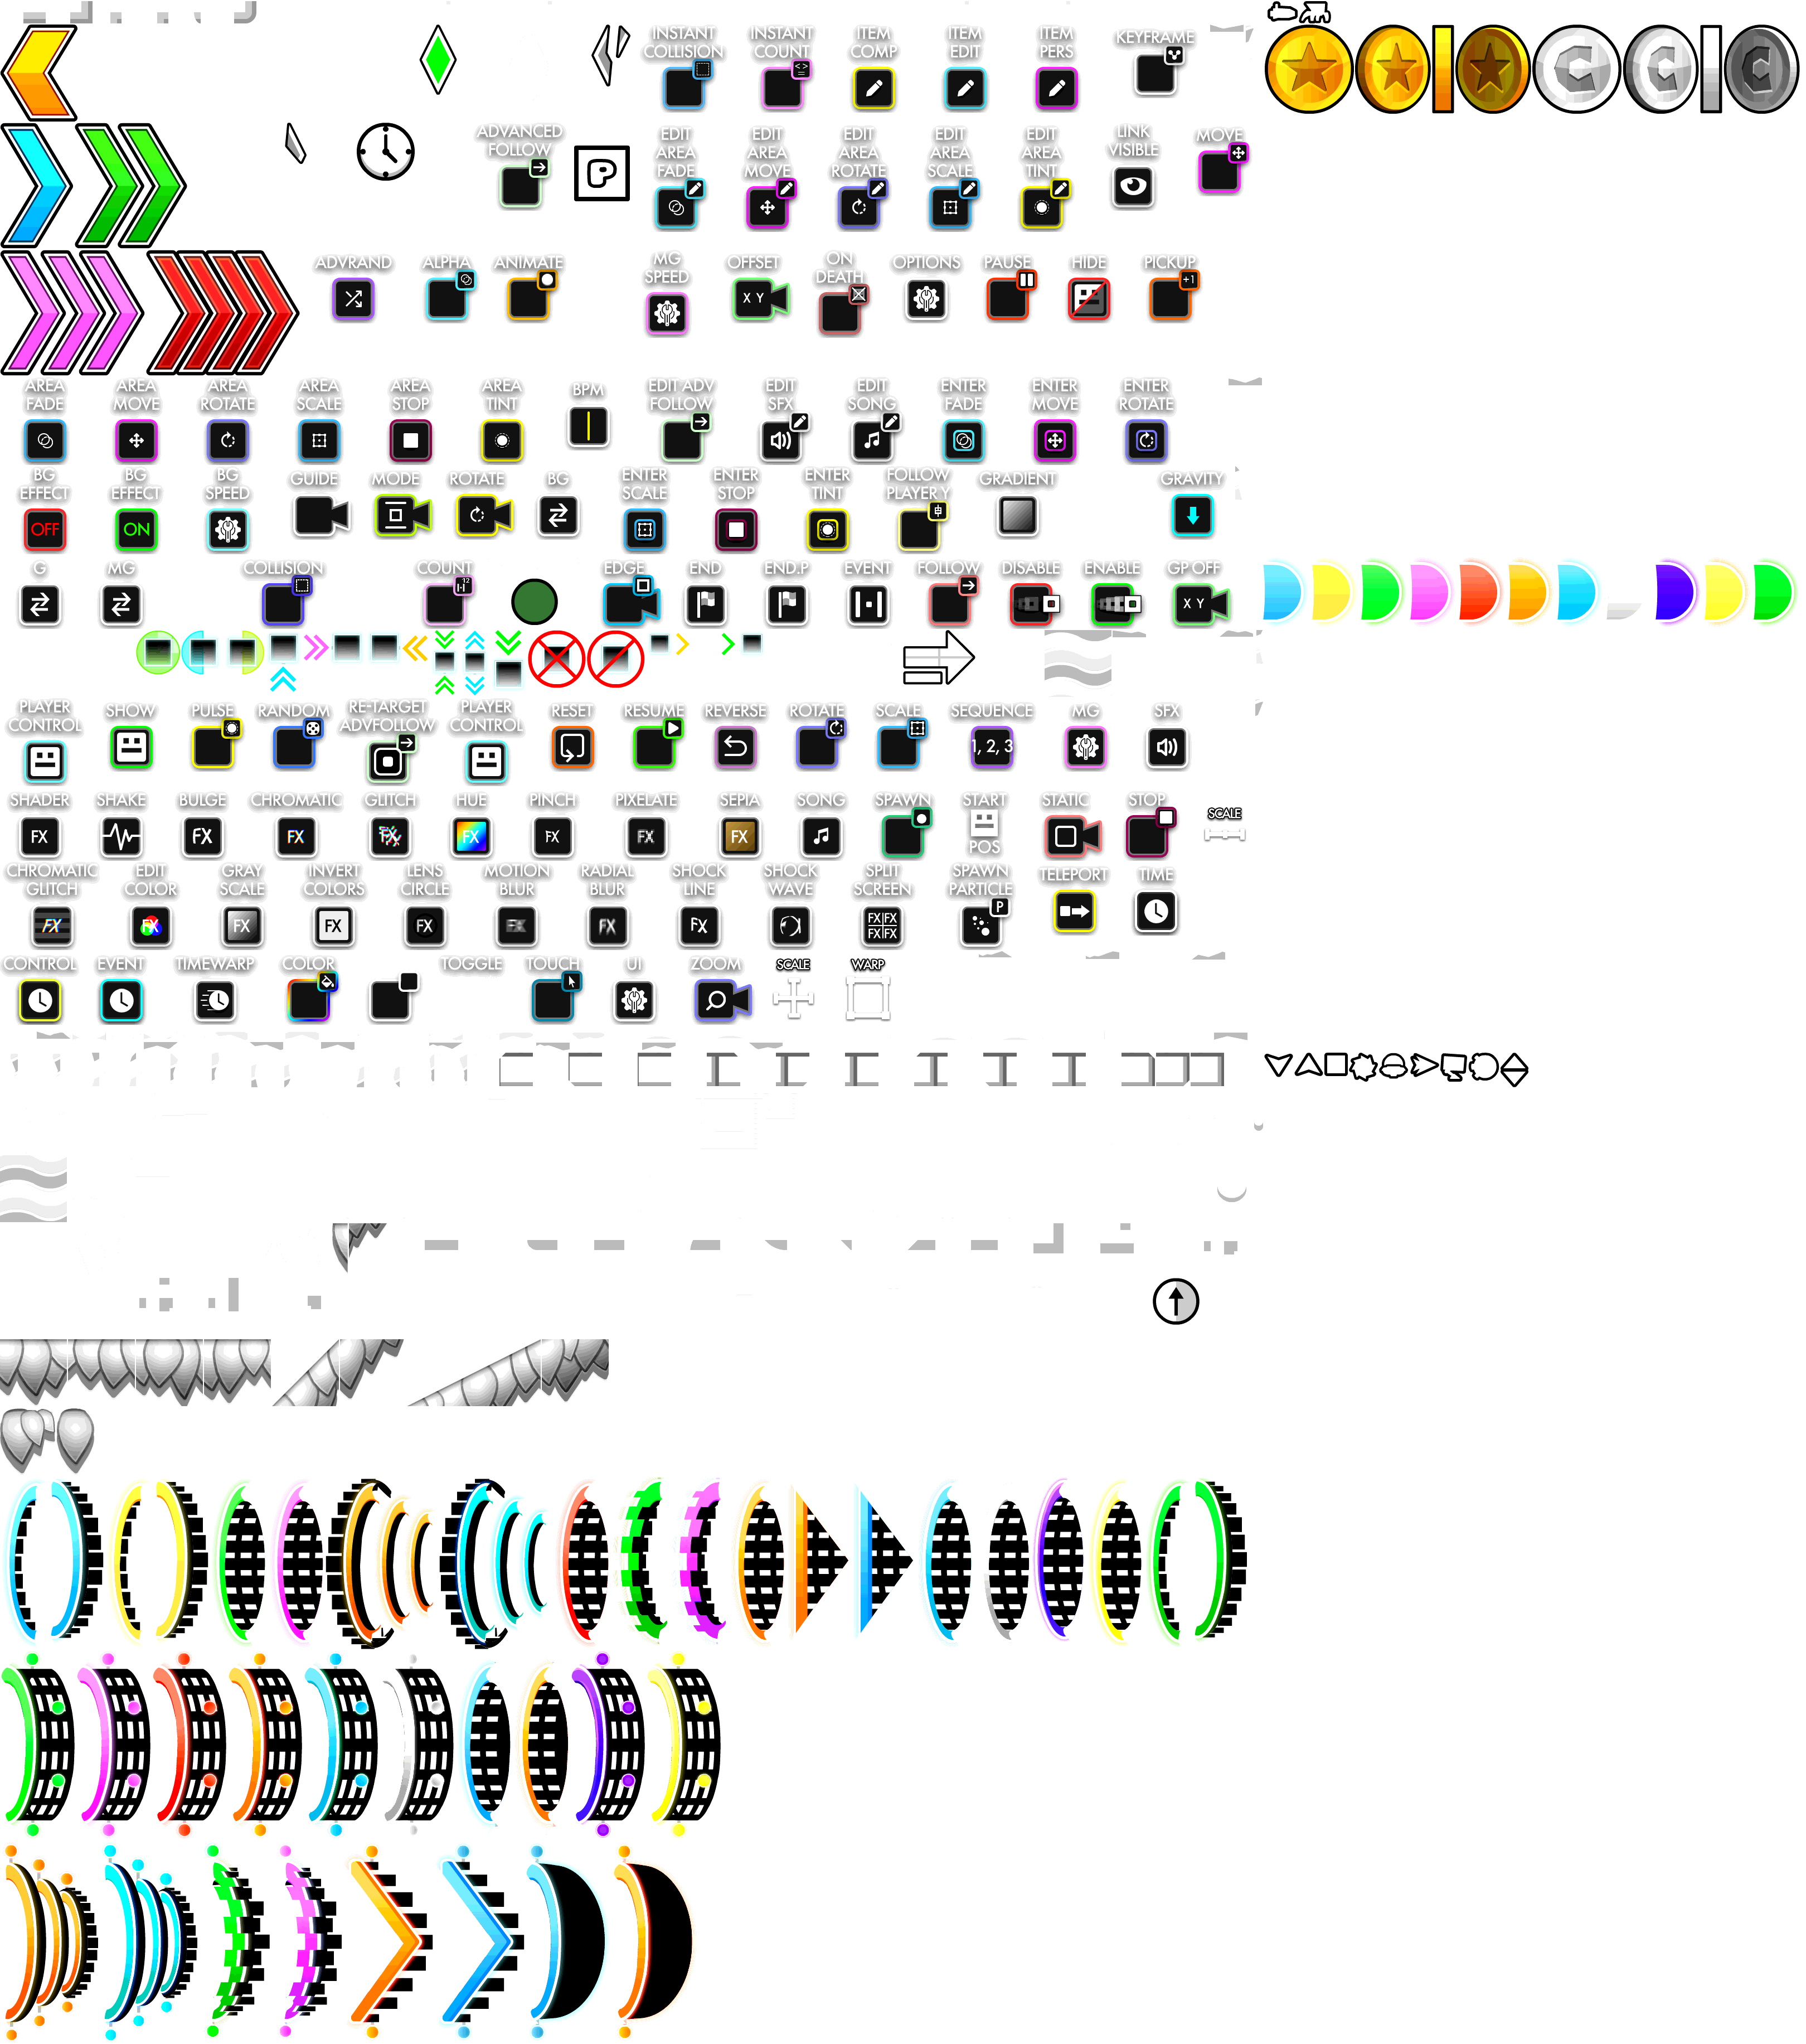 INSTANT COLLISION
INSTANT COUNT
ITEM COMP
ITEM EDIT
ITEM PERS
KEYFRAME
ADVANCED FOLLOW
P
EDIT AREA FADE
EDIT AREA MOVE
EDIT AREA ROTATE
EDIT AREA SCALE
EDIT AREA TINT
LINK VISIBLE
MOVE
ADVRAND
ALPHA
ANIMATE
MG SPEED
OFFSET
X Y
ON DEATH
OPTIONS
PAUSE
HIDE
PICKUP
+1
AREA FADE
AREA MOVE
AREA ROTATE
AREA SCALE
AREA STOP
AREA TINT
BPM
EDIT ADV FOLLOW
EDIT SFX
EDIT SONG
ENTER FADE
ENTER MOVE
ENTER ROTATE
BG EFFECT
OFF
BG EFFECT
ON
BG SPEED
GUIDE
MODE
ROTATE
BG
ENTER SCALE
ENTER STOP
ENTER TINT
FOLLOW PLAYER Y
GRADIENT
GRAVITY
G
MG
COLLISION
COUNT
12
EDGE
END
END.P
EVENT
FOLLOW
DISABLE
ENABLE
GP OFF
X Y
PLAYER CONTROL
SHOW
PULSE
RANDOM
RE-TARGET ADVFOLLOW
PLAYER CONTROL
RESET
RESUME
REVERSE
ROTATE
SCALE
SEQUENCE
1, 2, 3
MG
SFX
SHADER
FX
SHAKE
BULGE
FX
CHROMATIC
FX
GLITCH
FX
HUE
FX
PINCH
FX
PIXELATE
FX
SEPIA
FX
SONG
SPAWN
START POS
STATIC
STOP
SCALE
CHROMATIC GLITCH
FX
EDIT COLOR
FX
GRAY SCALE
FX
INVERT COLORS
FX
LENS CIRCLE
FX
MOTION BLUR
FX
RADIAL BLUR
FX
SHOCK LINE
FX
SHOCK WAVE
SPLIT SCREEN
FX FX
FX FX
SPAWN PARTICLE
P
TELEPORT
TIME
CONTROL
EVENT
TIMEWARP
COLOR
TOGGLE
TOUCH
UI
ZOOM
SCALE
WARP